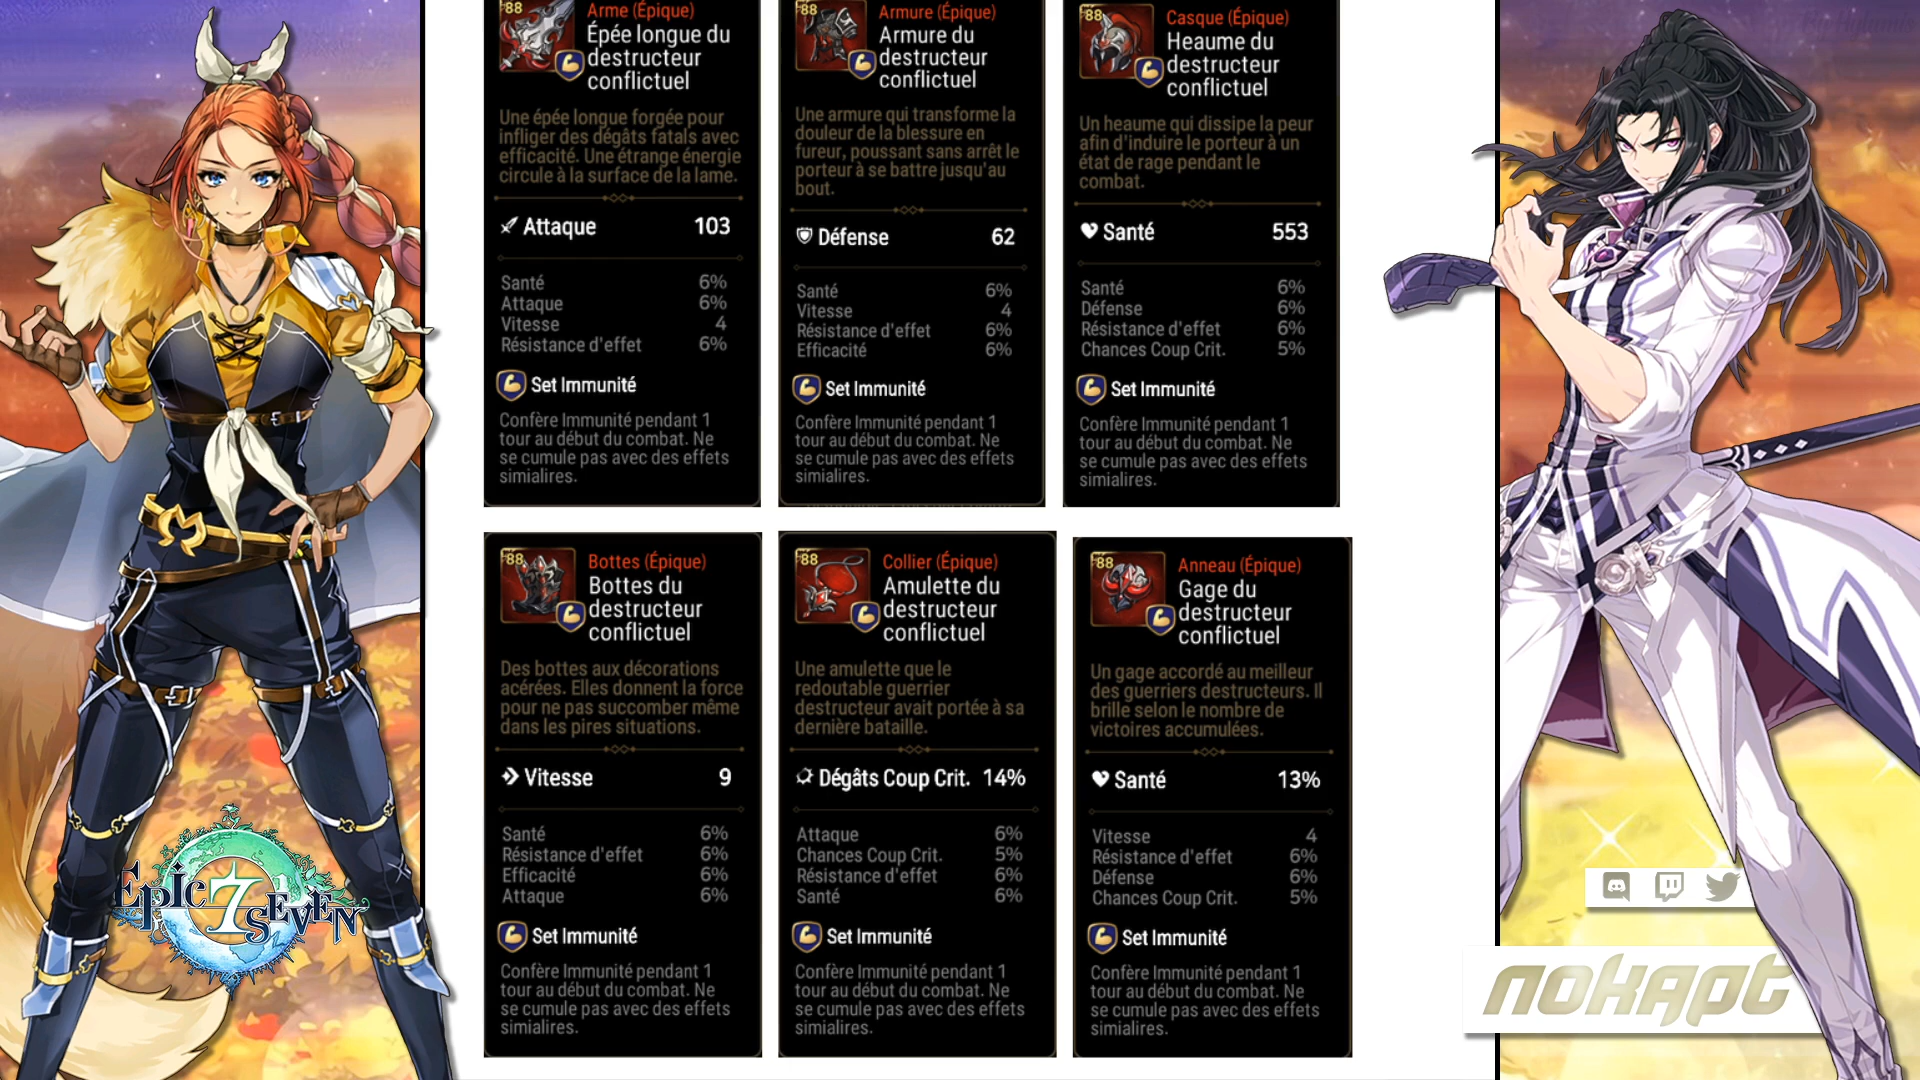 88
Arme (Épique)
Épée longue du
destructeur
conflictuel
Une épée longue forgée pour
infliger des dégâts fatals avec
efficacité. Une étrange énergie
circule à la surface de la lame.
Attaque 103
Santé 6%
Attaque 6%
Vitesse 4
Résistance d'effet 6%
Set Immunité
Confère Immunité pendant 1
tour au début du combat. Ne
se cumule pas avec des effets
simialires.
88
Armure (Épique)
Armure du
destructeur
conflictuel
Une armure qui transforme la
douleur de la blessure en
fureur, poussant sans arrêt le
porteur à se battre jusqu'au
bout.
Défense 62
Santé 6%
Vitesse 4
Résistance d'effet 6%
Efficacité 6%
Set Immunité
Confère Immunité pendant 1
tour au début du combat. Ne
se cumule pas avec des effets
simialires.
88
Casque (Épique)
Heaume du
destructeur
conflictuel
Un heaume qui dissipe la peur
afin d'induire le porteur à un
état de rage pendant le
combat.
Santé 553
Santé 6%
Défense 6%
Résistance d'effet 6%
Chances Coup Crit. 5%
Set Immunité
Confère Immunité pendant 1
tour au début du combat. Ne
se cumule pas avec des effets
simialires.
88
Bottes (Épique)
Bottes du
destructeur
conflictuel
Des bottes aux décorations
acérées. Elles donnent la force
pour ne pas succomber même
dans les pires situations.
Vitesse 9
Santé 6%
Résistance d'effet 6%
Efficacité 6%
Attaque 6%
Set Immunité
Confère Immunité pendant 1
tour au début du combat. Ne
se cumule pas avec des effets
simialires.
88
Collier (Épique)
Amulette du
destructeur
conflictuel
Une amulette que le
redoutable guerrier
destructeur avait portée à sa
dernière bataille.
Dégâts Coup Crit. 14%
Attaque 6%
Chances Coup Crit. 5%
Résistance d'effet 6%
Santé 6%
Set Immunité
Confère Immunité pendant 1
tour au début du combat. Ne
se cumule pas avec des effets
simialires.
88
Anneau (Épique)
Gage du
destructeur
conflictuel
Un gage accordé au meilleur
des guerriers destructeurs. Il
brille selon le nombre de
victoires accumulées.
Santé 13%
Vitesse 4
Résistance d'effet 6%
Défense 6%
Chances Coup Crit. 5%
Set Immunité
Confère Immunité pendant 1
tour au début du combat. Ne
se cumule pas avec des effets
simialires.
EPIC 7 SEVEN
nokapt